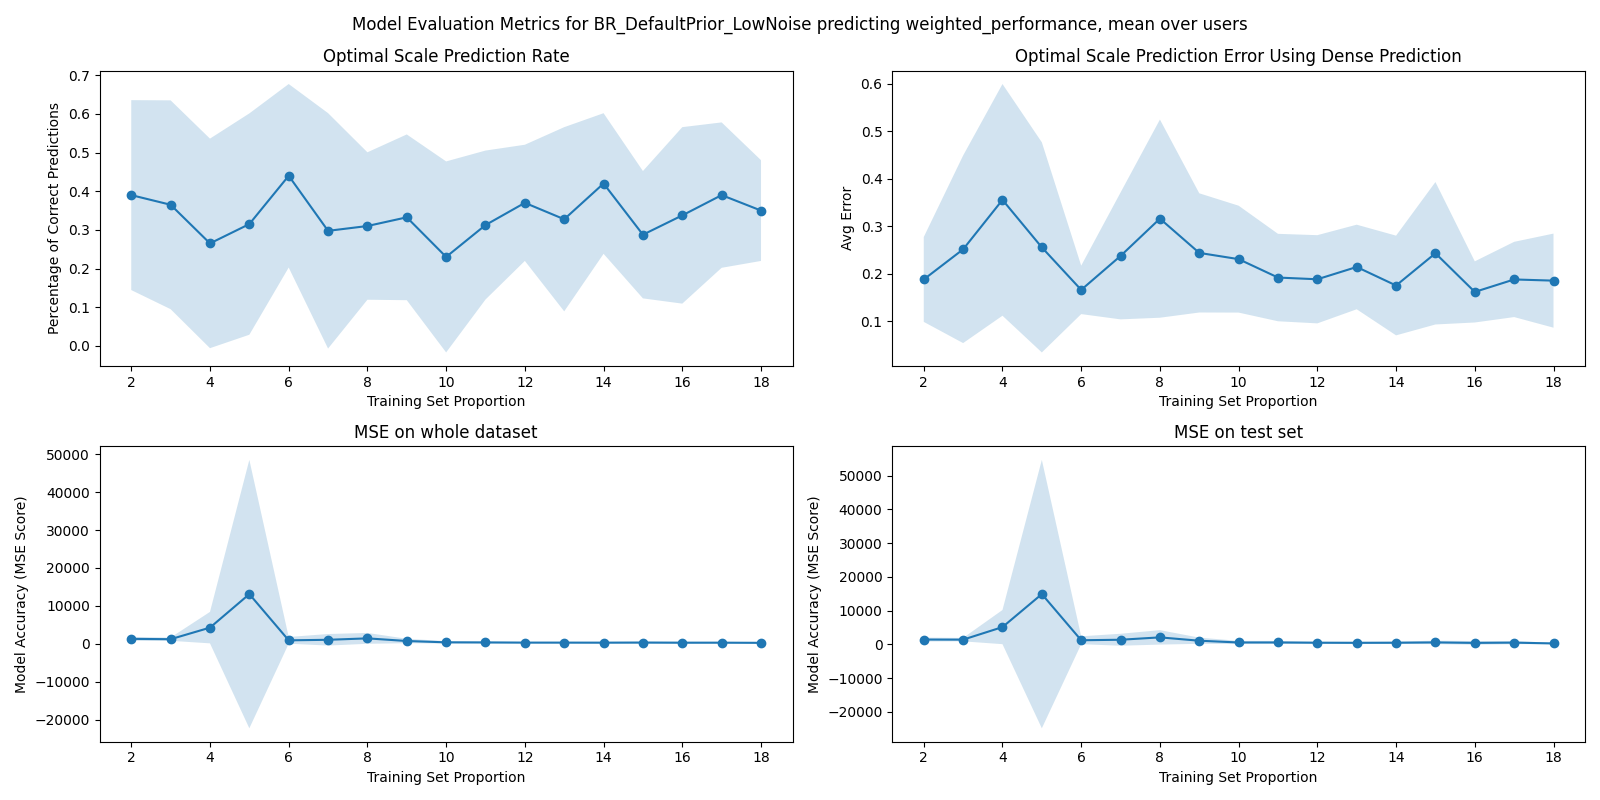 Model Evaluation Metrics for BR_DefaultPrior_LowNoise predicting weighted_performance, mean over users
Optimal Scale Prediction Rate
Percentage of Correct Predictions
0.7
0.6
0.5
0.4
0.3
0.2
0.1
0.0
2 4 6 8 10 12 14 16 18
Training Set Proportion
Optimal Scale Prediction Error Using Dense Prediction
Avg Error
0.6
0.5
0.4
0.3
0.2
0.1
2 4 6 8 10 12 14 16 18
Training Set Proportion
MSE on whole dataset
Model Accuracy (MSE Score)
50000
40000
30000
20000
10000
0
−10000
−20000
2 4 6 8 10 12 14 16 18
Training Set Proportion
MSE on test set
Model Accuracy (MSE Score)
50000
40000
30000
20000
10000
0
−10000
−20000
2 4 6 8 10 12 14 16 18
Training Set Proportion